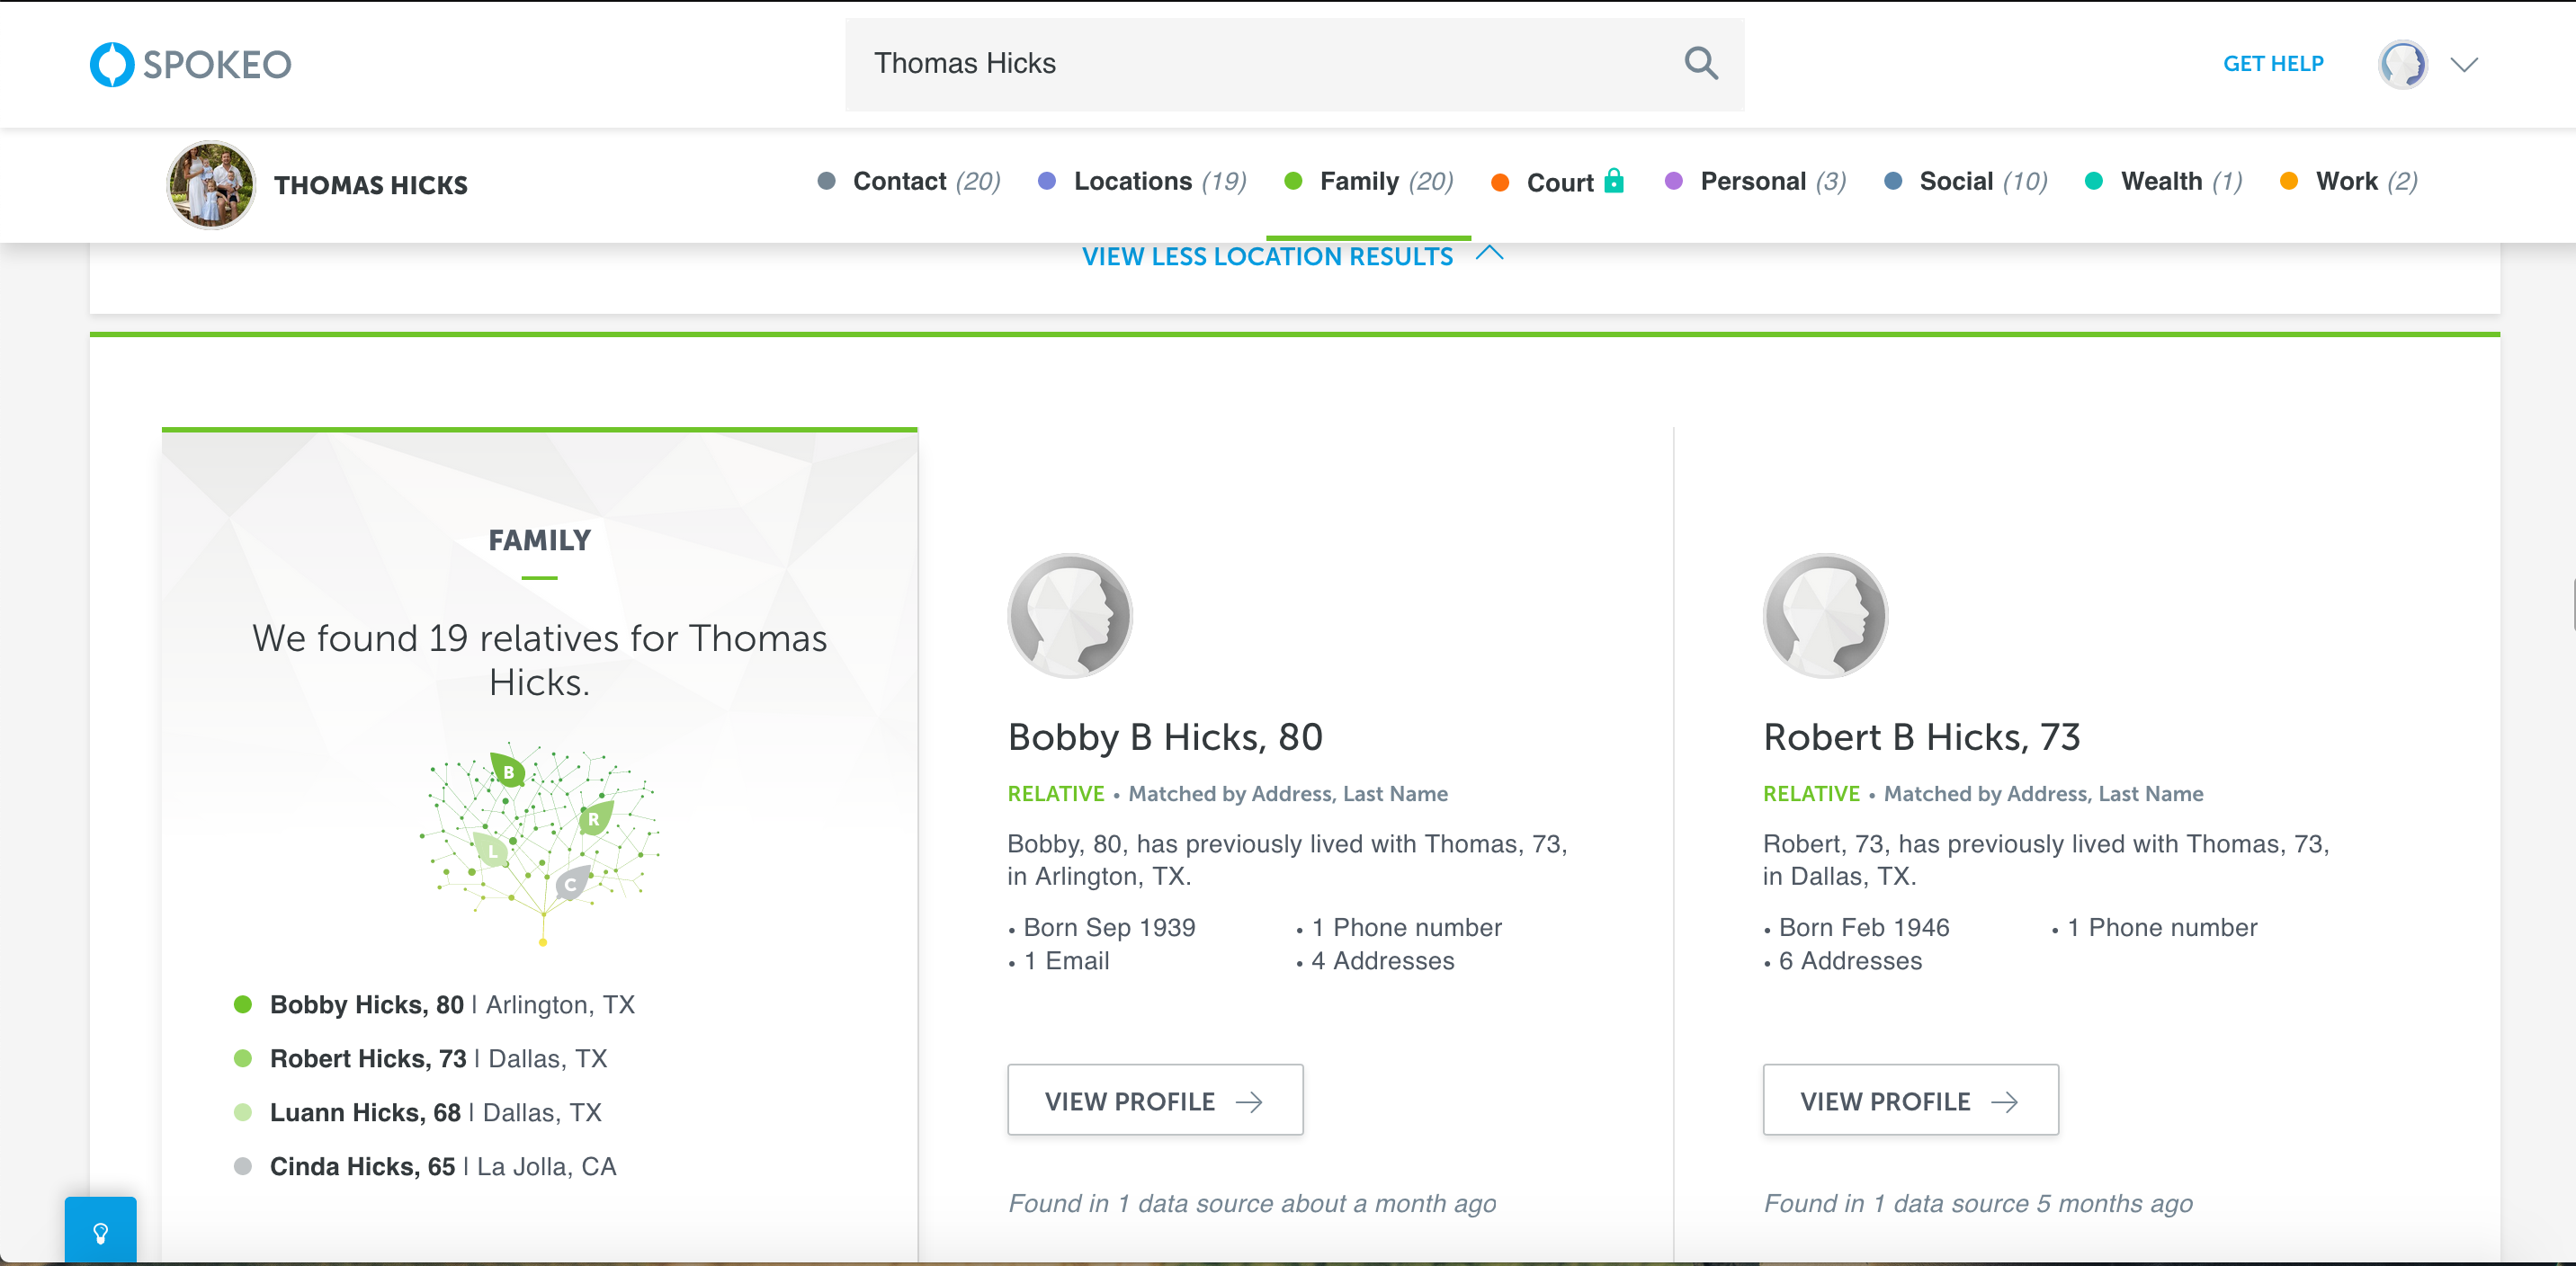 SPOKEO
Thomas Hicks
GET HELP
THOMAS HICKS
Contact (20)
Locations (19)
Family (20)
Court
Personal (3)
Social (10)
Wealth (1)
Work (2)
VIEW LESS LOCATION RESULTS
FAMILY
We found 19 relatives for Thomas
Hicks.
B
R
L
C
Bobby Hicks, 80 | Arlington, TX
Robert Hicks, 73 | Dallas, TX
Luann Hicks, 68 | Dallas, TX
Cinda Hicks, 65 | La Jolla, CA
Bobby B Hicks, 80
RELATIVE • Matched by Address, Last Name
Bobby, 80, has previously lived with Thomas, 73,
in Arlington, TX.
• Born Sep 1939
• 1 Phone number
• 1 Email
• 4 Addresses
VIEW PROFILE
Found in 1 data source about a month ago
Robert B Hicks, 73
RELATIVE • Matched by Address, Last Name
Robert, 73, has previously lived with Thomas, 73,
in Dallas, TX.
• Born Feb 1946
• 1 Phone number
• 6 Addresses
VIEW PROFILE
Found in 1 data source 5 months ago